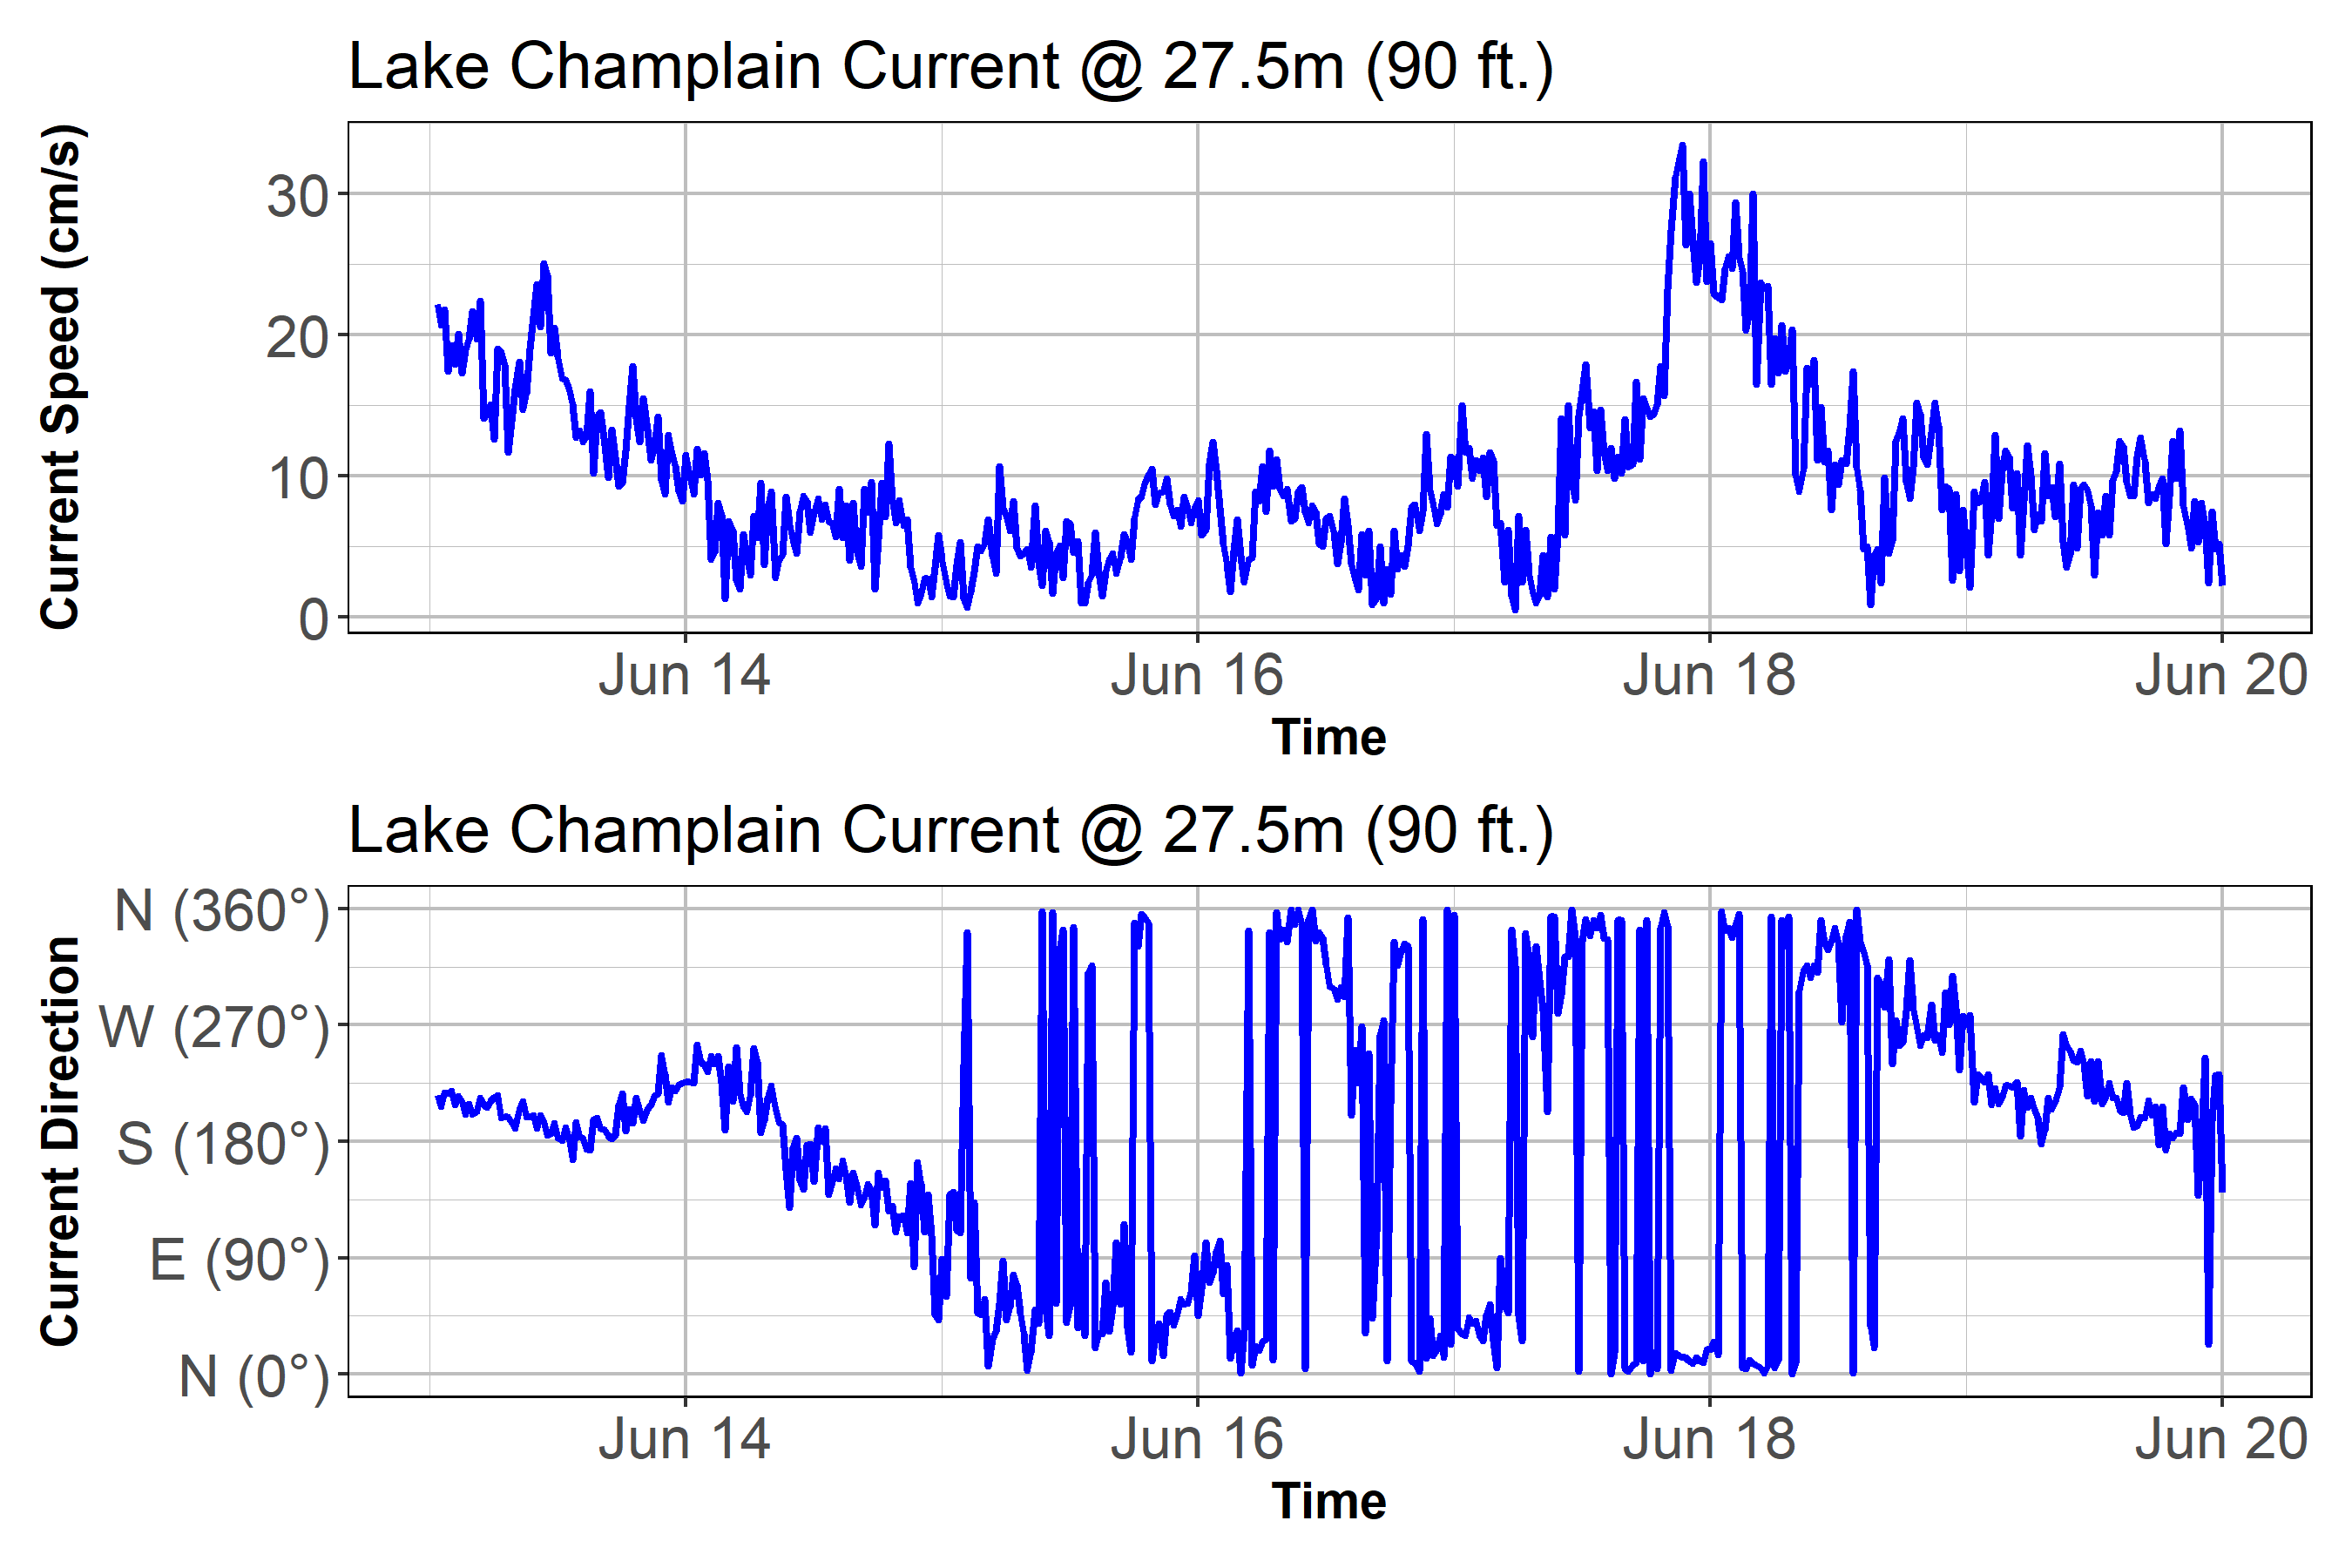 Lake Champlain Current @ 27.5m (90 ft.)
Current Speed (cm/s)
30
20
10
0
Jun 14 Jun 16 Jun 18 Jun 20
Time
Lake Champlain Current @ 27.5m (90 ft.)
Current Direction
N (360°)
W (270°)
S (180°)
E (90°)
N (0°)
Jun 14 Jun 16 Jun 18 Jun 20
Time